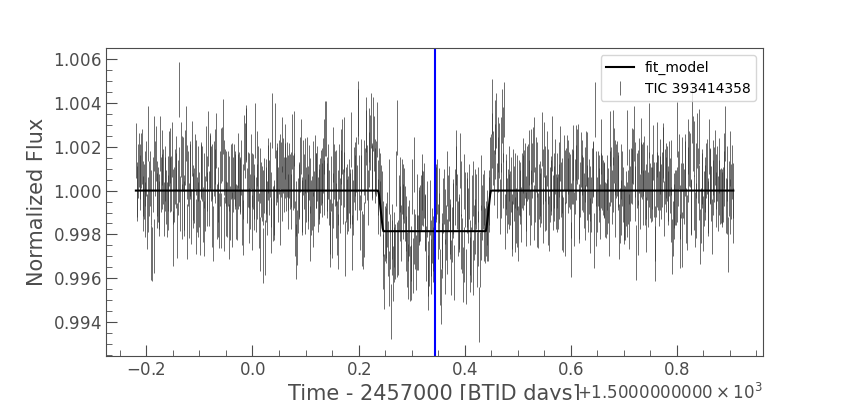 1.006
1.004
1.002
1.000
0.998
0.996
0.994
Normalized Flux
fit_model
TIC 393414358
−0.2 0.0 0.2 0.4 0.6 0.8
Time - 2457000 [BTJD days]
+1.5000000000 × 10³